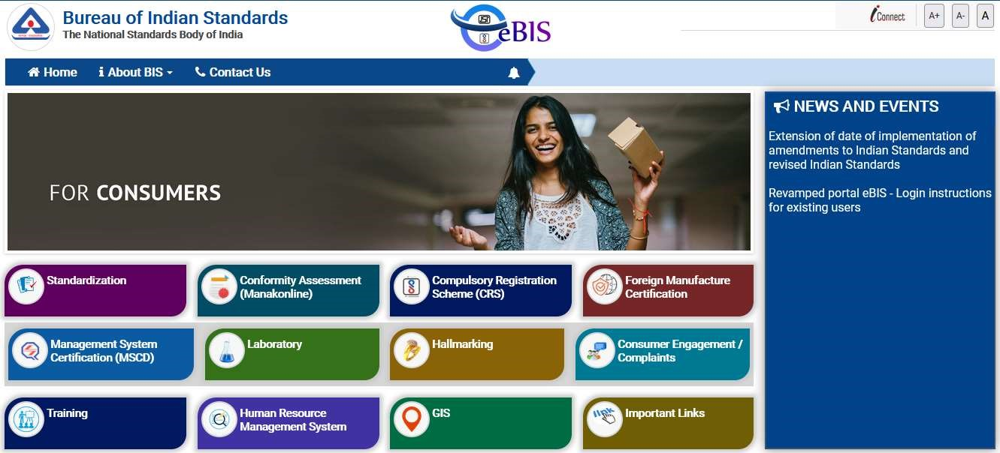 Bureau of Indian Standards
The National Standards Body of India
eBIS
iConnect
A+
A-
A
Home
About BIS
Contact Us
FOR CONSUMERS
NEWS AND EVENTS
Extension of date of implementation of
amendments to Indian Standards and
revised Indian Standards
Revamped portal eBIS - Login instructions
for existing users
Standardization
Conformity Assessment
(Manakonline)
Compulsory Registration
Scheme (CRS)
Foreign Manufacture
Certification
Management System
Certification (MSCD)
Laboratory
Hallmarking
Consumer Engagement /
Complaints
Training
Human Resource
Management System
GIS
link
Important Links